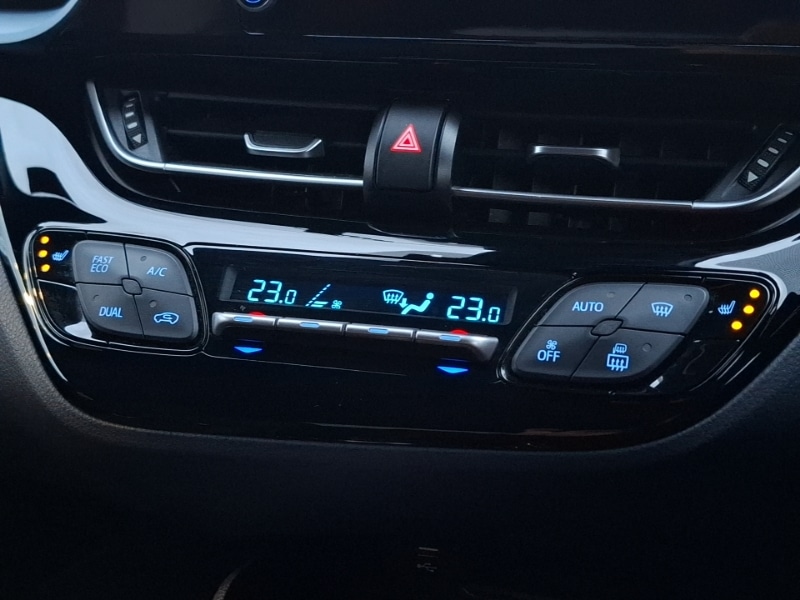 FAST
ECO
A/C
DUAL
23.0
23.0
AUTO
OFF